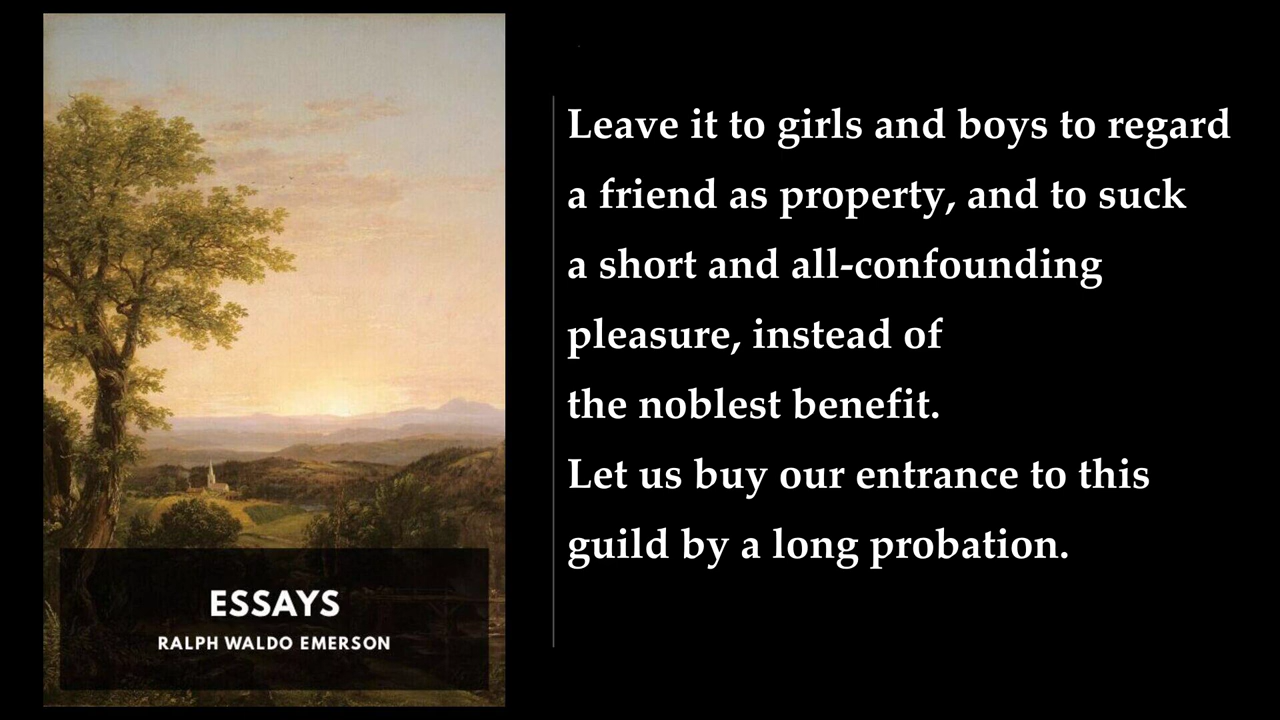 ESSAYS
RALPH WALDO EMERSON
Leave it to girls and boys to regard
a friend as property, and to suck
a short and all-confounding
pleasure, instead of
the noblest benefit.
Let us buy our entrance to this
guild by a long probation.